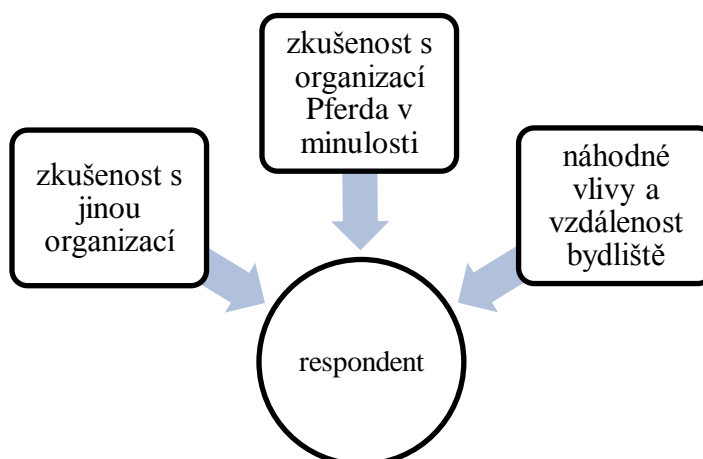 zkušenost s
jinou
organizací
zkušenost s
organizací
Pferda v
minulosti
náhodné
vlivy a
vzdálenost
bydliště
respondent